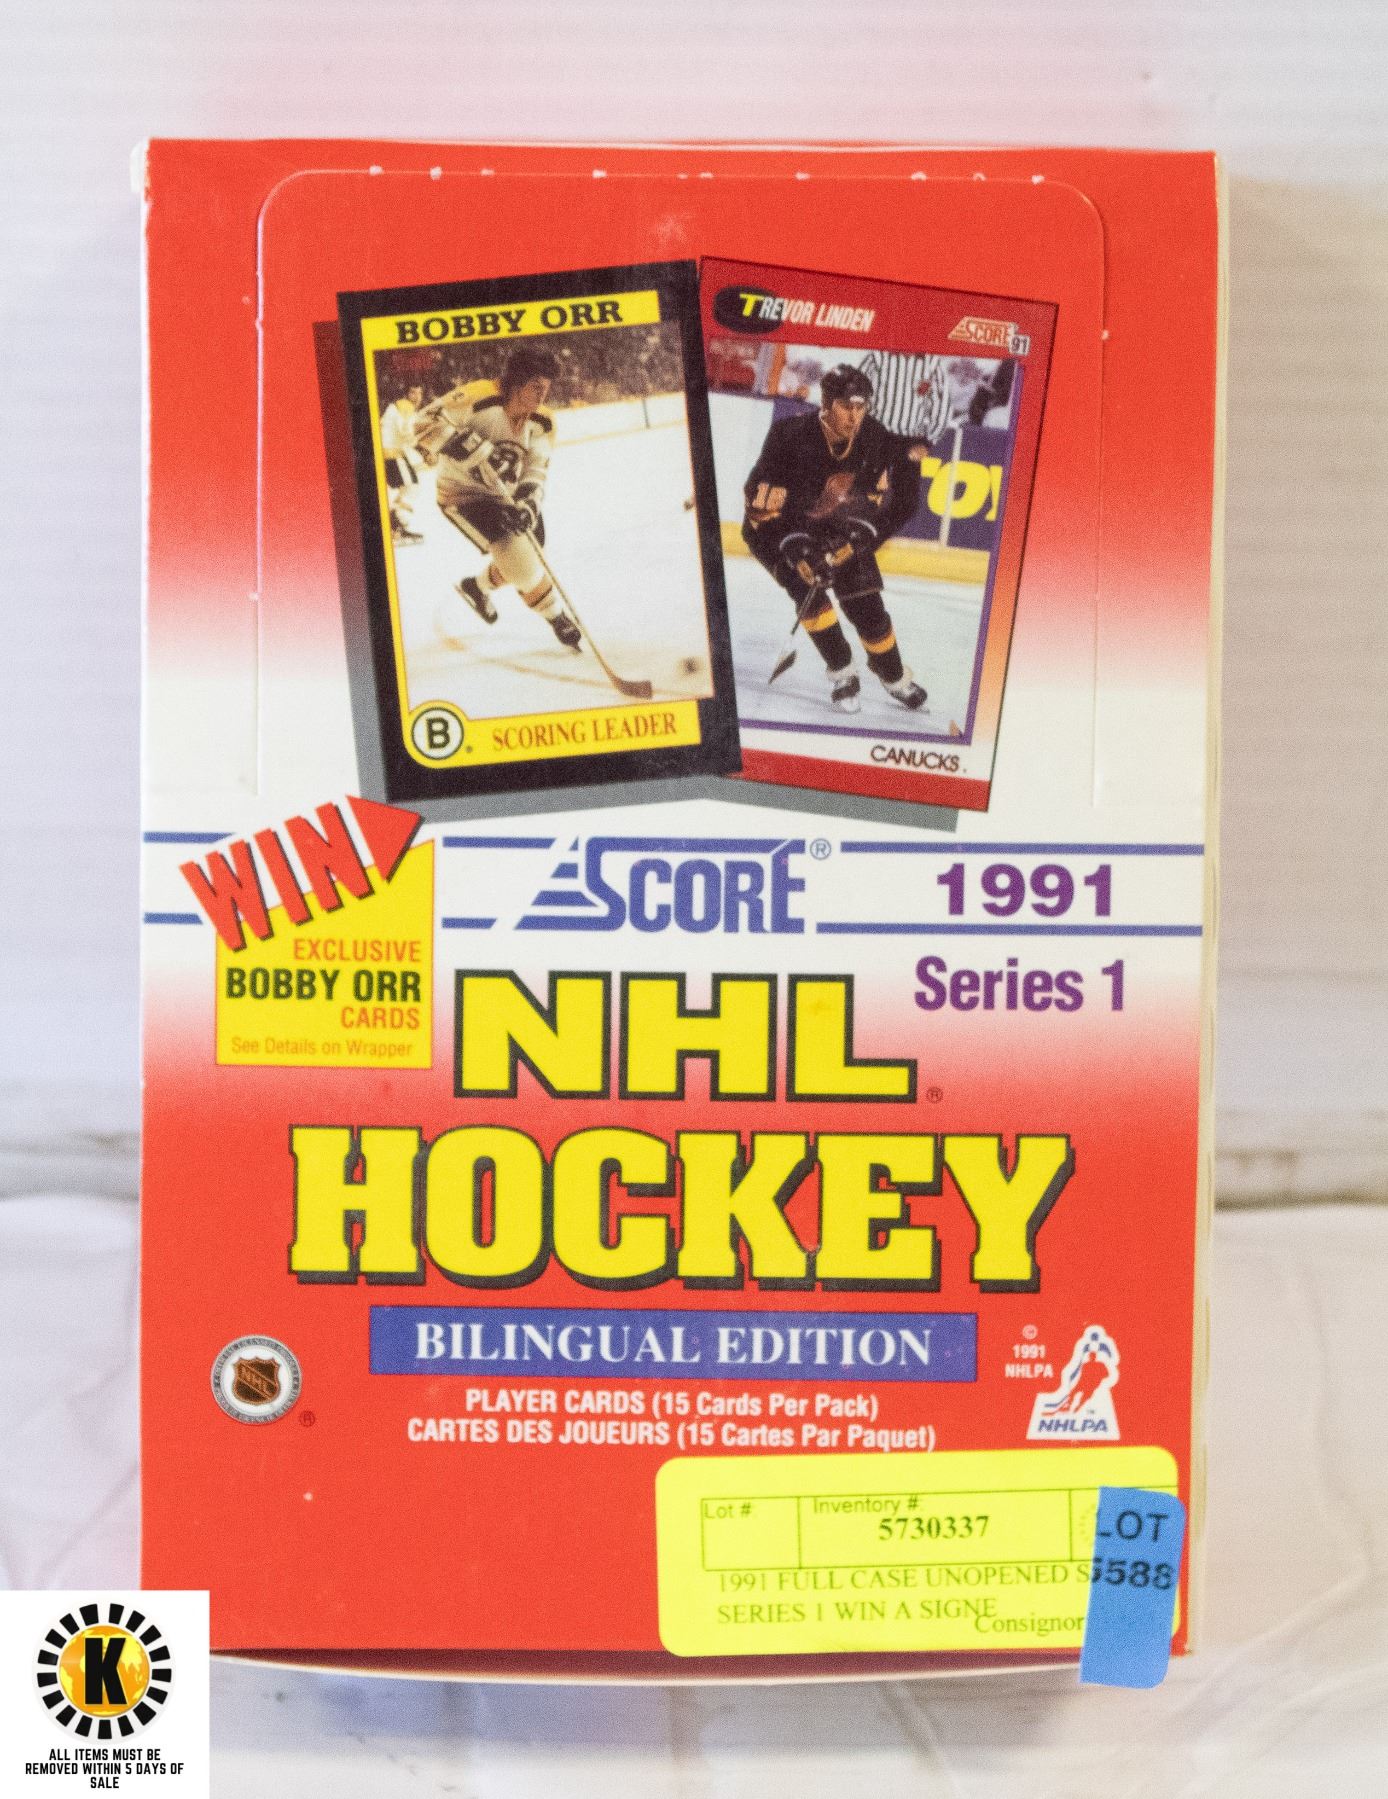 BOBBY ORR
TREVOR LINDEN
SCORE 91
18
B
SCORING LEADER
CANUCKS.
WIN
EXCLUSIVE
BOBBY ORR
CARDS
See Details on Wrapper
SCORE®
1991
Series 1
NHL®
HOCKEY
BILINGUAL EDITION
NHL
®
©
1991
NHLPA
NHLPA
PLAYER CARDS (15 Cards Per Pack)
CARTES DES JOUEURS (15 Cartes Par Paquet)
Lot #:
Inventory #:
5730337
LOT
5588
1991 FULL CASE UNOPENED S
SERIES 1 WIN A SIGNE
Consignor
K
ALL ITEMS MUST BE
REMOVED WITHIN 5 DAYS OF
SALE